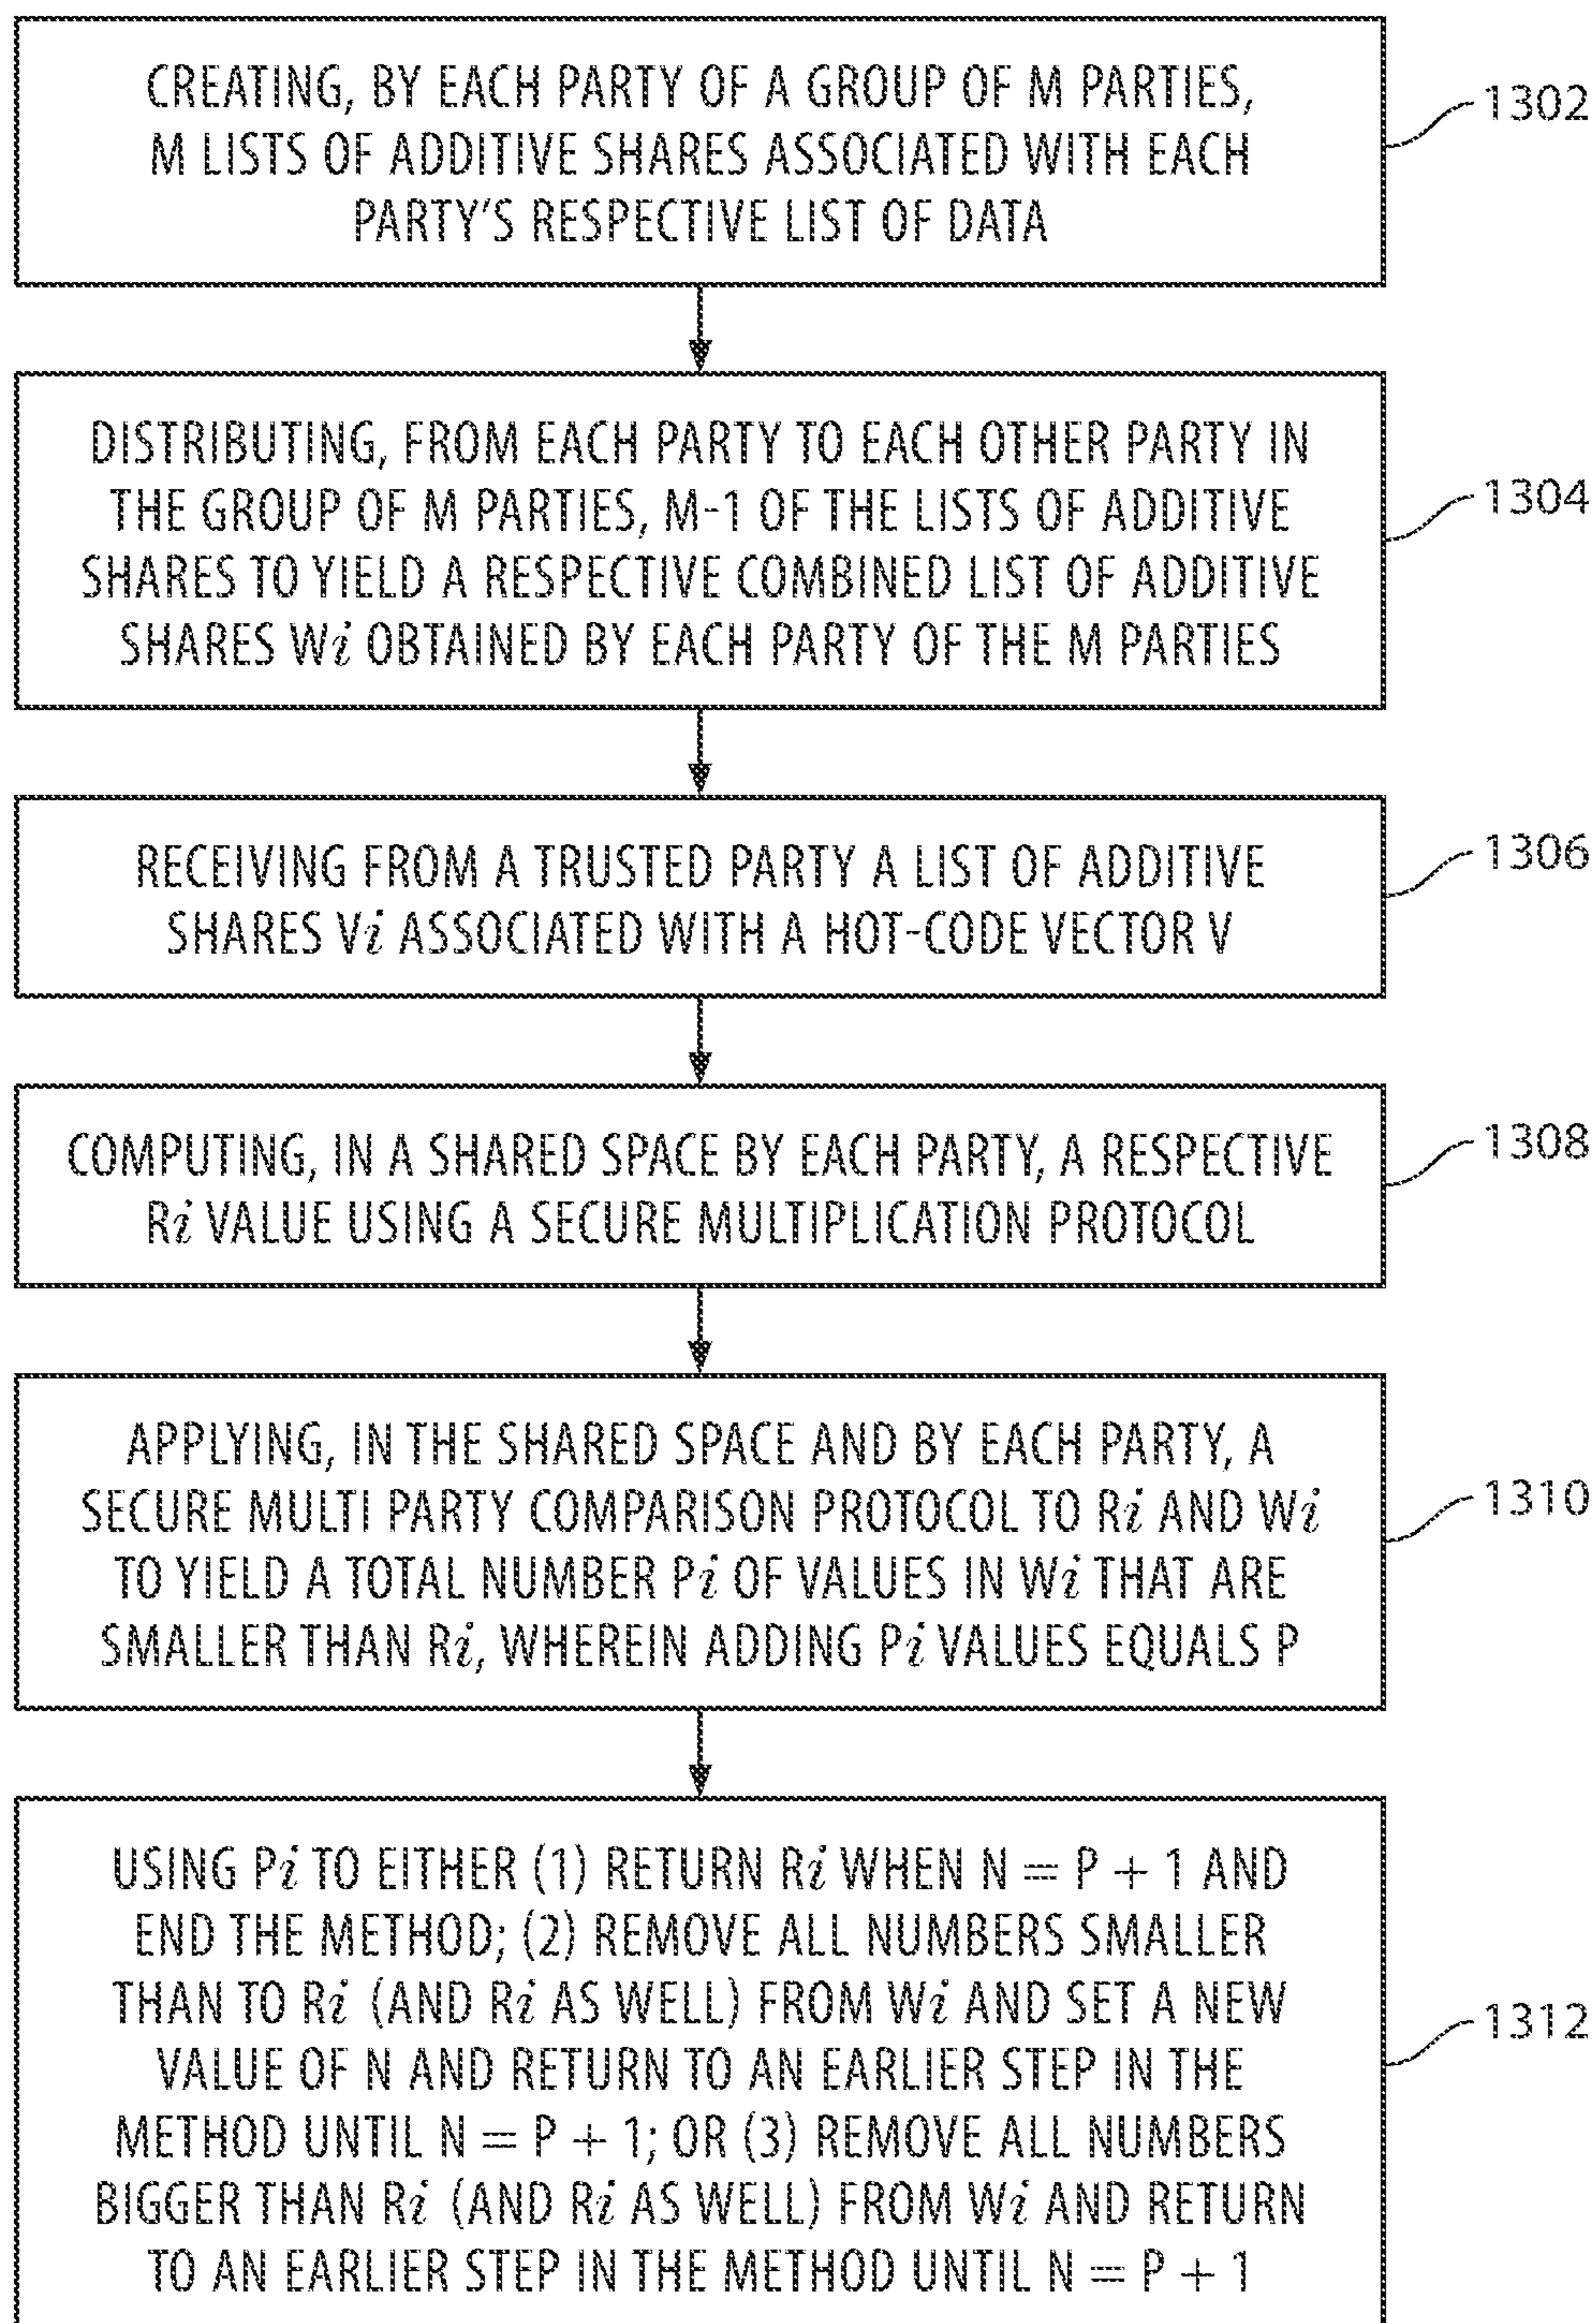 CREATING, BY EACH PARTY OF A GROUP OF M PARTIES,
M LISTS OF ADDITIVE SHARES ASSOCIATED WITH EACH
PARTY'S RESPECTIVE LIST OF DATA
1302
DISTRIBUTING, FROM EACH PARTY TO EACH OTHER PARTY IN
THE GROUP OF M PARTIES, M-1 OF THE LISTS OF ADDITIVE
SHARES TO YIELD A RESPECTIVE COMBINED LIST OF ADDITIVE
SHARES Wi OBTAINED BY EACH PARTY OF THE M PARTIES
1304
RECEIVING FROM A TRUSTED PARTY A LIST OF ADDITIVE
SHARES Vi ASSOCIATED WITH A HOT-CODE VECTOR V
1306
COMPUTING, IN A SHARED SPACE BY EACH PARTY, A RESPECTIVE
Ri VALUE USING A SECURE MULTIPLICATION PROTOCOL
1308
APPLYING, IN THE SHARED SPACE AND BY EACH PARTY, A
SECURE MULTI PARTY COMPARISON PROTOCOL TO Ri AND Wi
TO YIELD A TOTAL NUMBER Pi OF VALUES IN Wi THAT ARE
SMALLER THAN Ri, WHEREIN ADDING Pi VALUES EQUALS P
1310
USING Pi TO EITHER (1) RETURN Ri WHEN N = P + 1 AND
END THE METHOD; (2) REMOVE ALL NUMBERS SMALLER
THAN TO Ri (AND Ri AS WELL) FROM Wi AND SET A NEW
VALUE OF N AND RETURN TO AN EARLIER STEP IN THE
METHOD UNTIL N = P + 1; OR (3) REMOVE ALL NUMBERS
BIGGER THAN Ri (AND Ri AS WELL) FROM Wi AND RETURN
TO AN EARLIER STEP IN THE METHOD UNTIL N = P + 1
1312